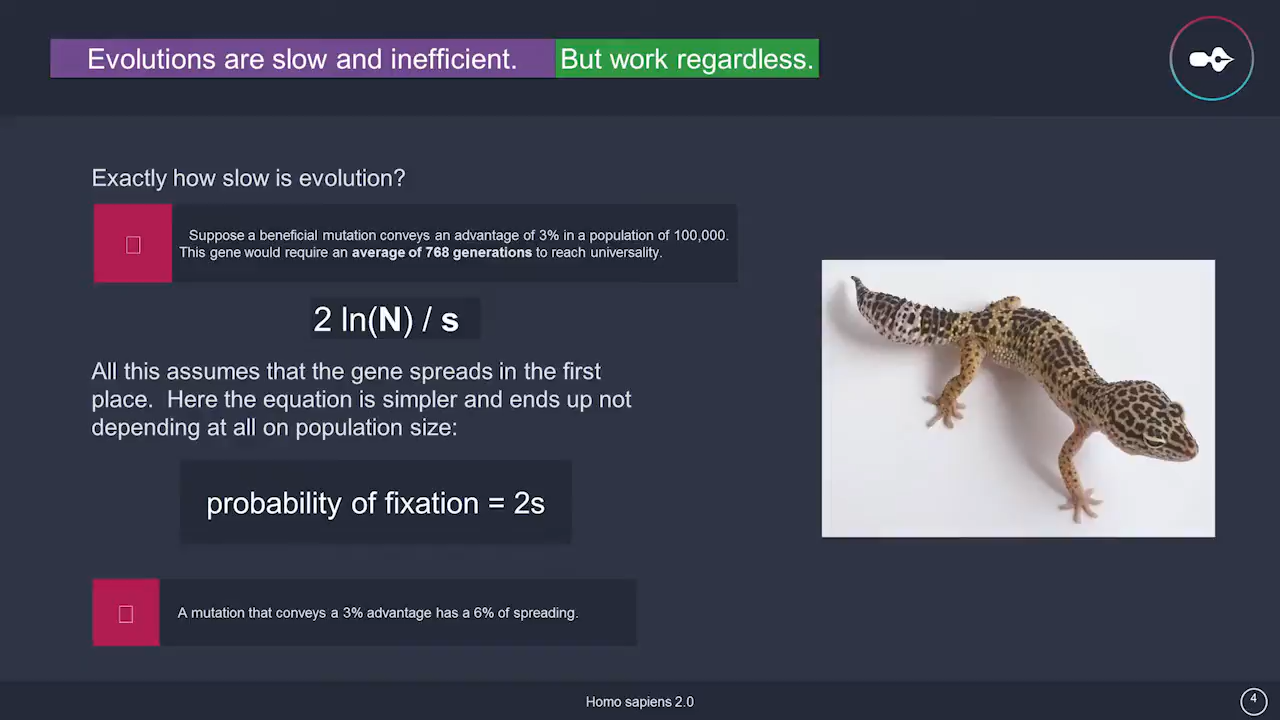 Evolutions are slow and inefficient. But work regardless.
Exactly how slow is evolution?
Suppose a beneficial mutation conveys an advantage of 3% in a population of 100,000.
This gene would require an average of 768 generations to reach universality.
2 ln(N) / s
All this assumes that the gene spreads in the first
place. Here the equation is simpler and ends up not
depending at all on population size:
probability of fixation = 2s
A mutation that conveys a 3% advantage has a 6% of spreading.
Homo sapiens 2.0
4